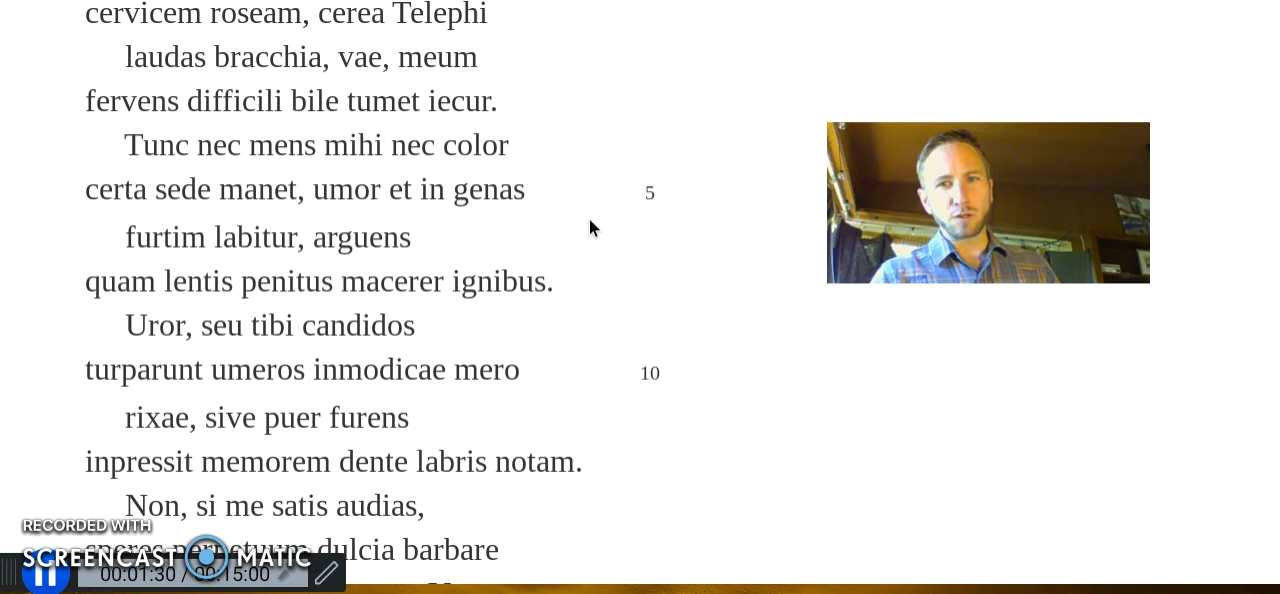 cervicem roseam, cerea Telephi
laudas bracchia, vae, meum
fervens difficili bile tumet iecur.
Tunc nec mens mihi nec color
certa sede manet, umor et in genas 5
furtim labitur, arguens
quam lentis penitus macerer ignibus.
Uror, seu tibi candidos
turparunt umeros inmodicae mero 10
rixae, sive puer furens
inpressit memorem dente labris notam.
Non, si me satis audias,
speres perpetuum dulcia barbare
RECORDED WITH
SCREENCAST MATIC
00:01:30 / 00:15:00